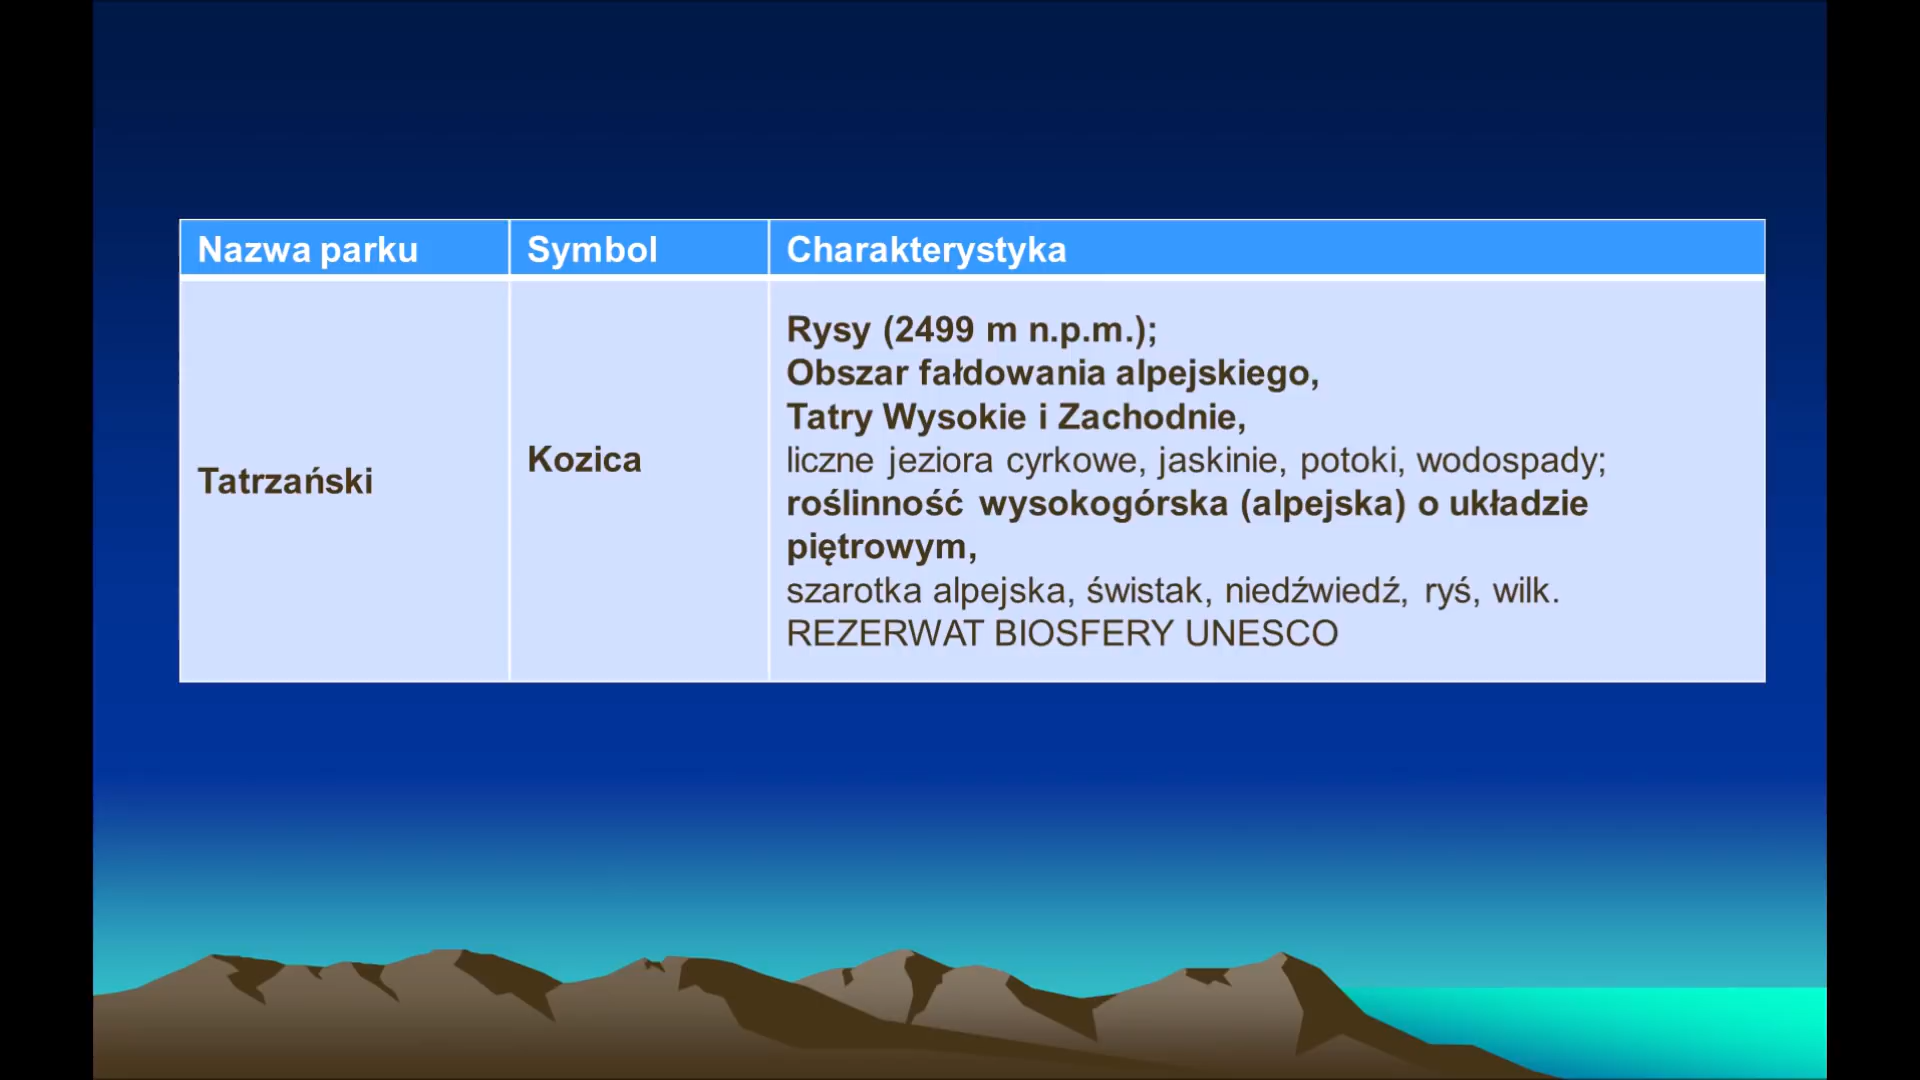 Nazwa parku
Symbol
Charakterystyka
Tatrzański
Kozica
Rysy (2499 m n.p.m.);
Obszar fałdowania alpejskiego,
Tatry Wysokie i Zachodnie,
liczne jeziora cyrkowe, jaskinie, potoki, wodospady;
roślinność wysokogórska (alpejska) o układzie
piętrowym,
szarotka alpejska, świstak, niedźwiedź, ryś, wilk.
REZERWAT BIOSFERY UNESCO